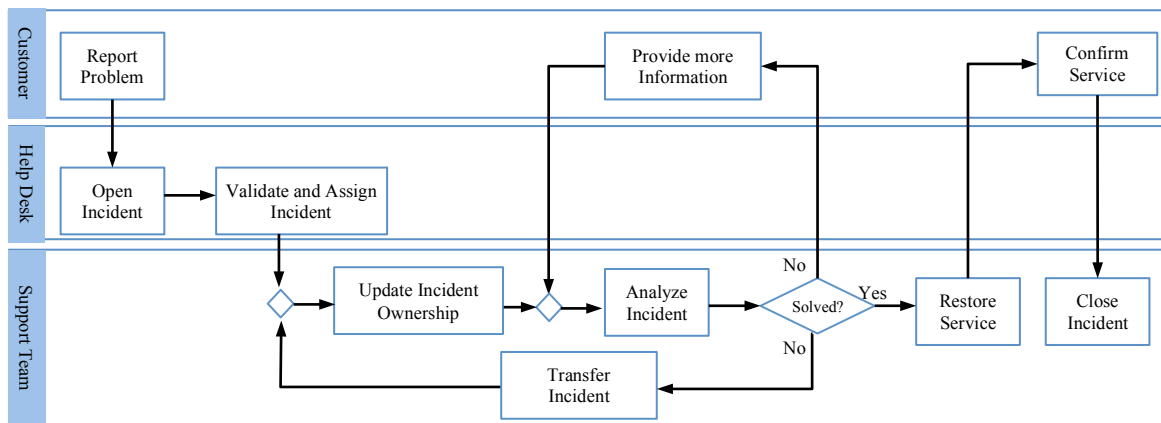 Customer
Report
Problem
Provide more
Information
Confirm
Service
Help Desk
Open
Incident
Validate and Assign
Incident
Support Team
Update Incident
Ownership
Analyze
Incident
No
Solved?
Yes
No
Restore
Service
Close
Incident
Transfer
Incident